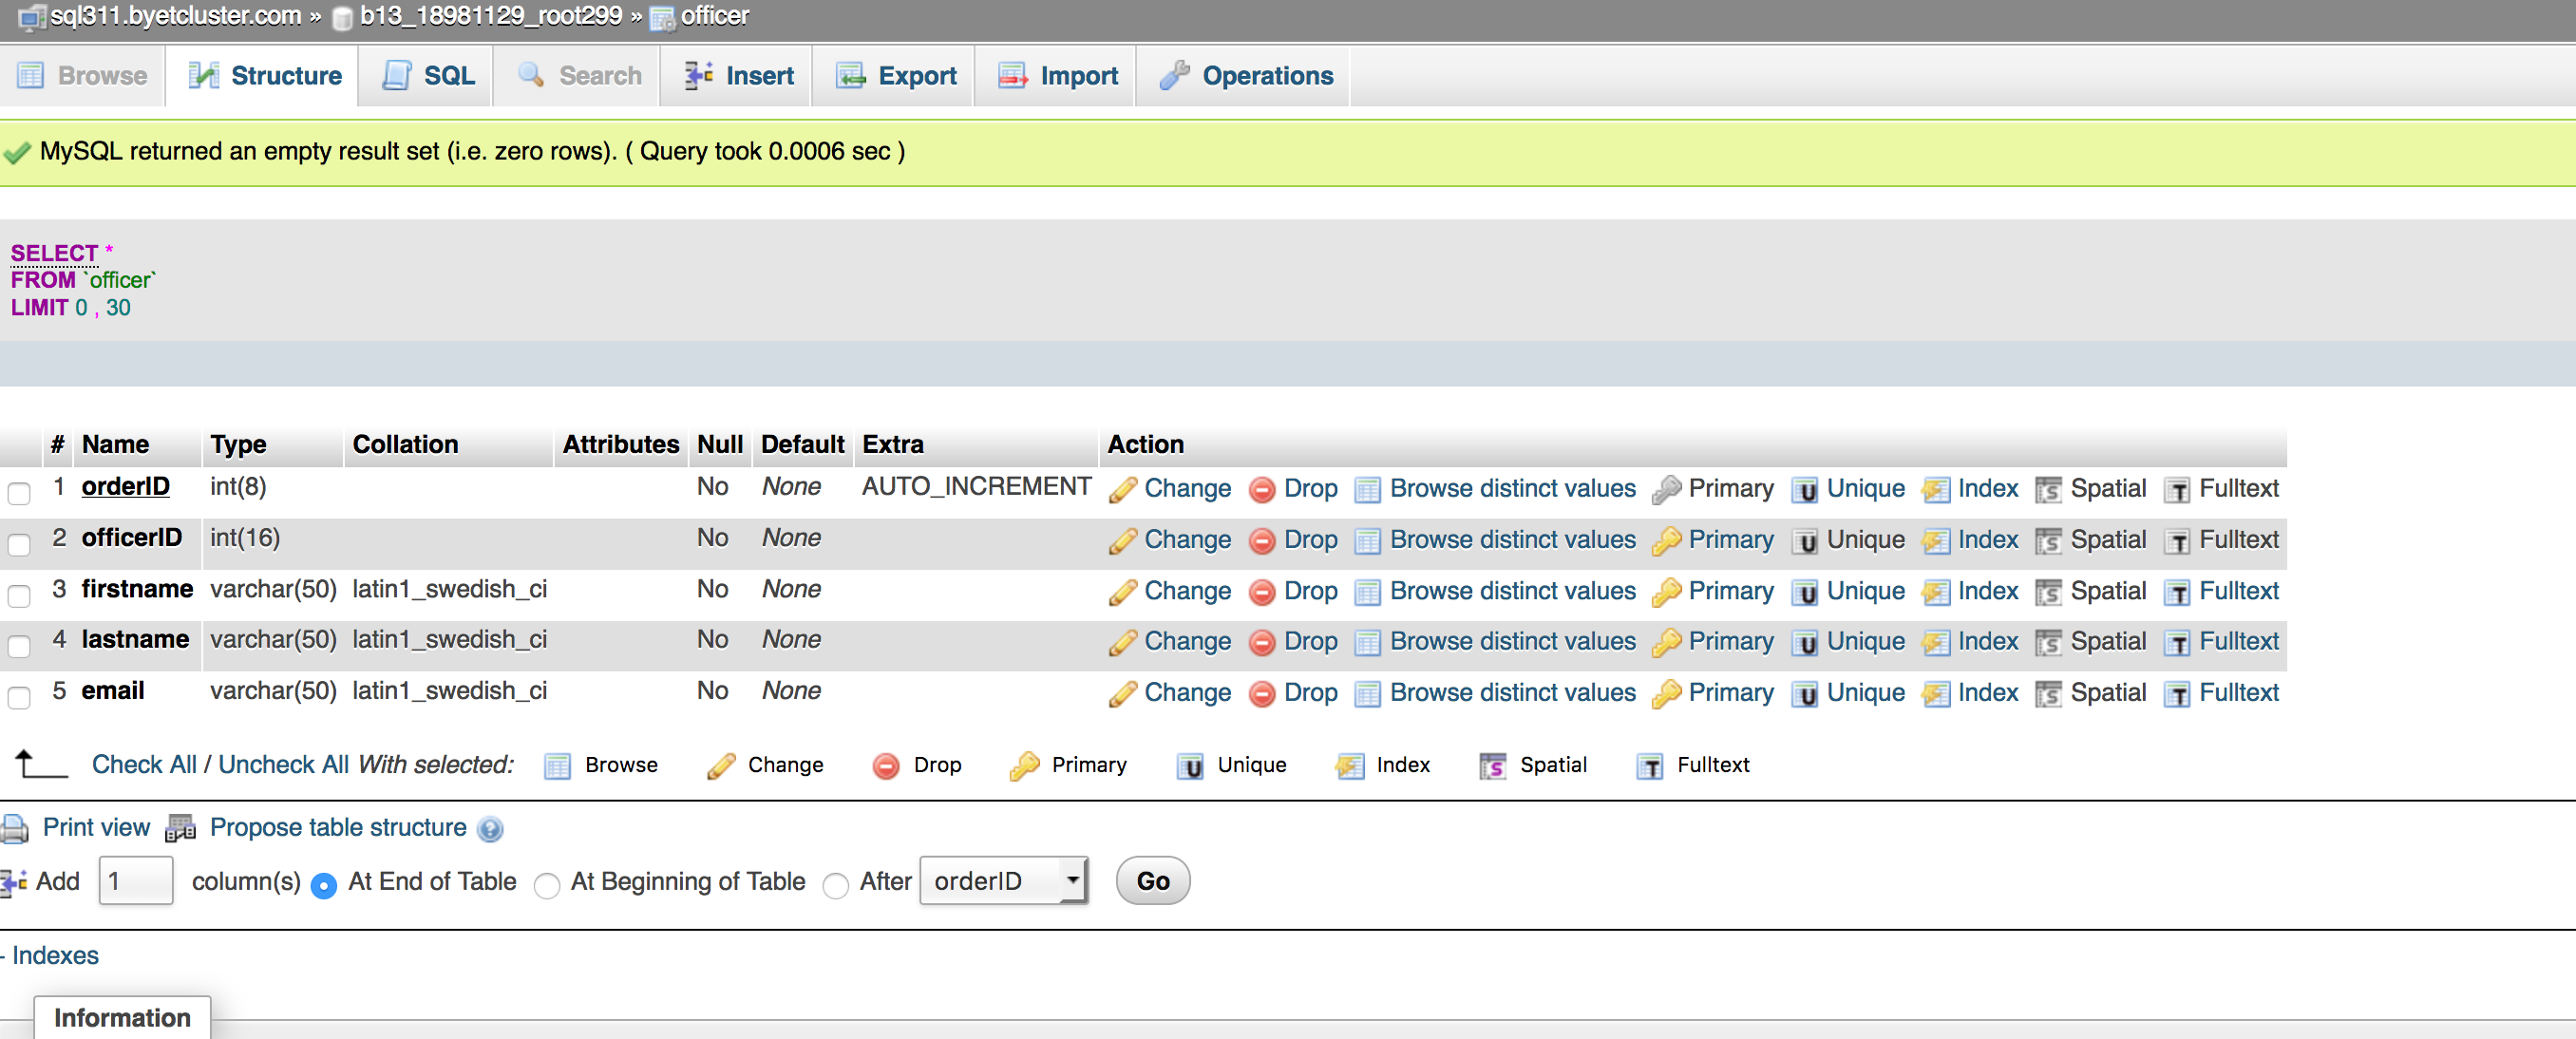 sql311.byetcluster.com » b13_18981129_root299 » officer
Browse Structure SQL Search Insert Export Import Operations
MySQL returned an empty result set (i.e. zero rows). ( Query took 0.0006 sec )
SELECT *
FROM `officer`
LIMIT 0 , 30
# Name Type Collation Attributes Null Default Extra Action
1 orderID int(8) No None AUTO_INCREMENT Change Drop Browse distinct values Primary Unique Index Spatial Fulltext
2 officerID int(16) No None Change Drop Browse distinct values Primary Unique Index Spatial Fulltext
3 firstname varchar(50) latin1_swedish_ci No None Change Drop Browse distinct values Primary Unique Index Spatial Fulltext
4 lastname varchar(50) latin1_swedish_ci No None Change Drop Browse distinct values Primary Unique Index Spatial Fulltext
5 email varchar(50) latin1_swedish_ci No None Change Drop Browse distinct values Primary Unique Index Spatial Fulltext
Check All / Uncheck All With selected: Browse Change Drop Primary Unique Index Spatial Fulltext
Print view Propose table structure
Add 1 column(s) At End of Table At Beginning of Table After orderID Go
- Indexes
Information